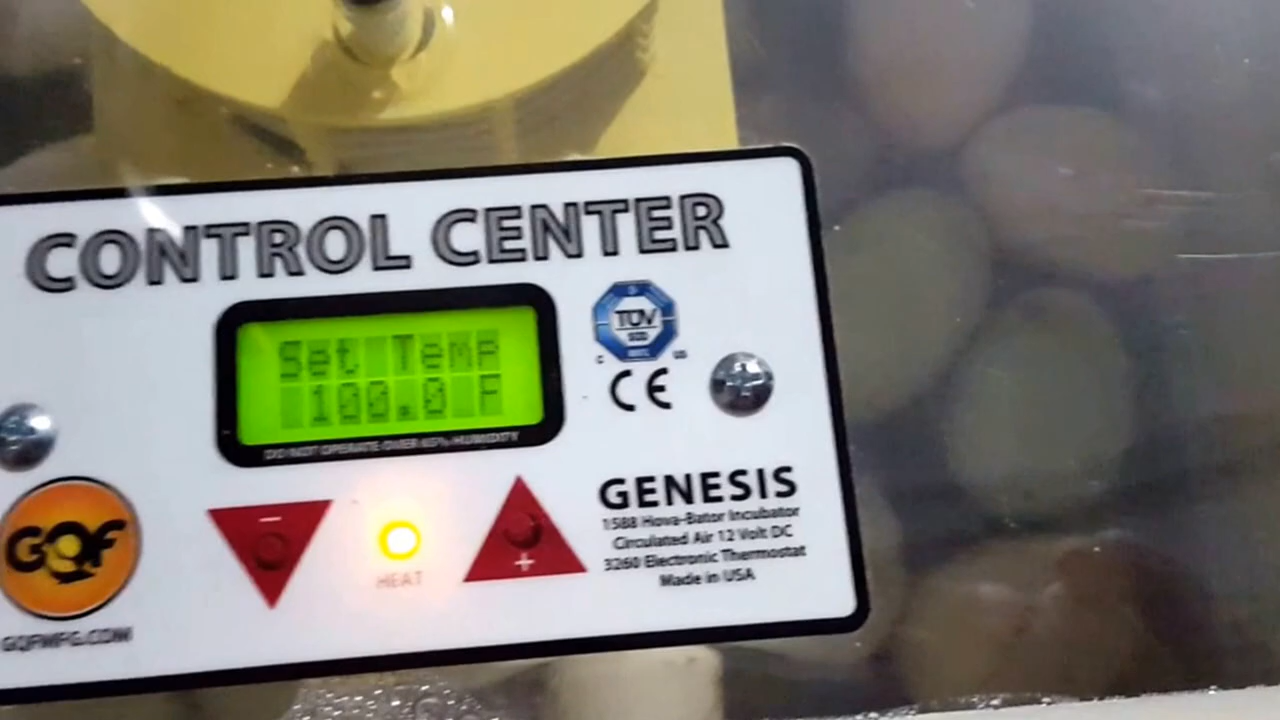 CONTROL CENTER
Set Temp
100.0 F
DO NOT OPERATE OVER 65% HUMIDITY
TÜV
SÜD
C US
CE
GQF
GQFMFG.COM
−
HEAT
+
GENESIS
1588 Hova-Bator Incubator
Circulated Air 12 Volt DC
3260 Electronic Thermostat
Made in USA